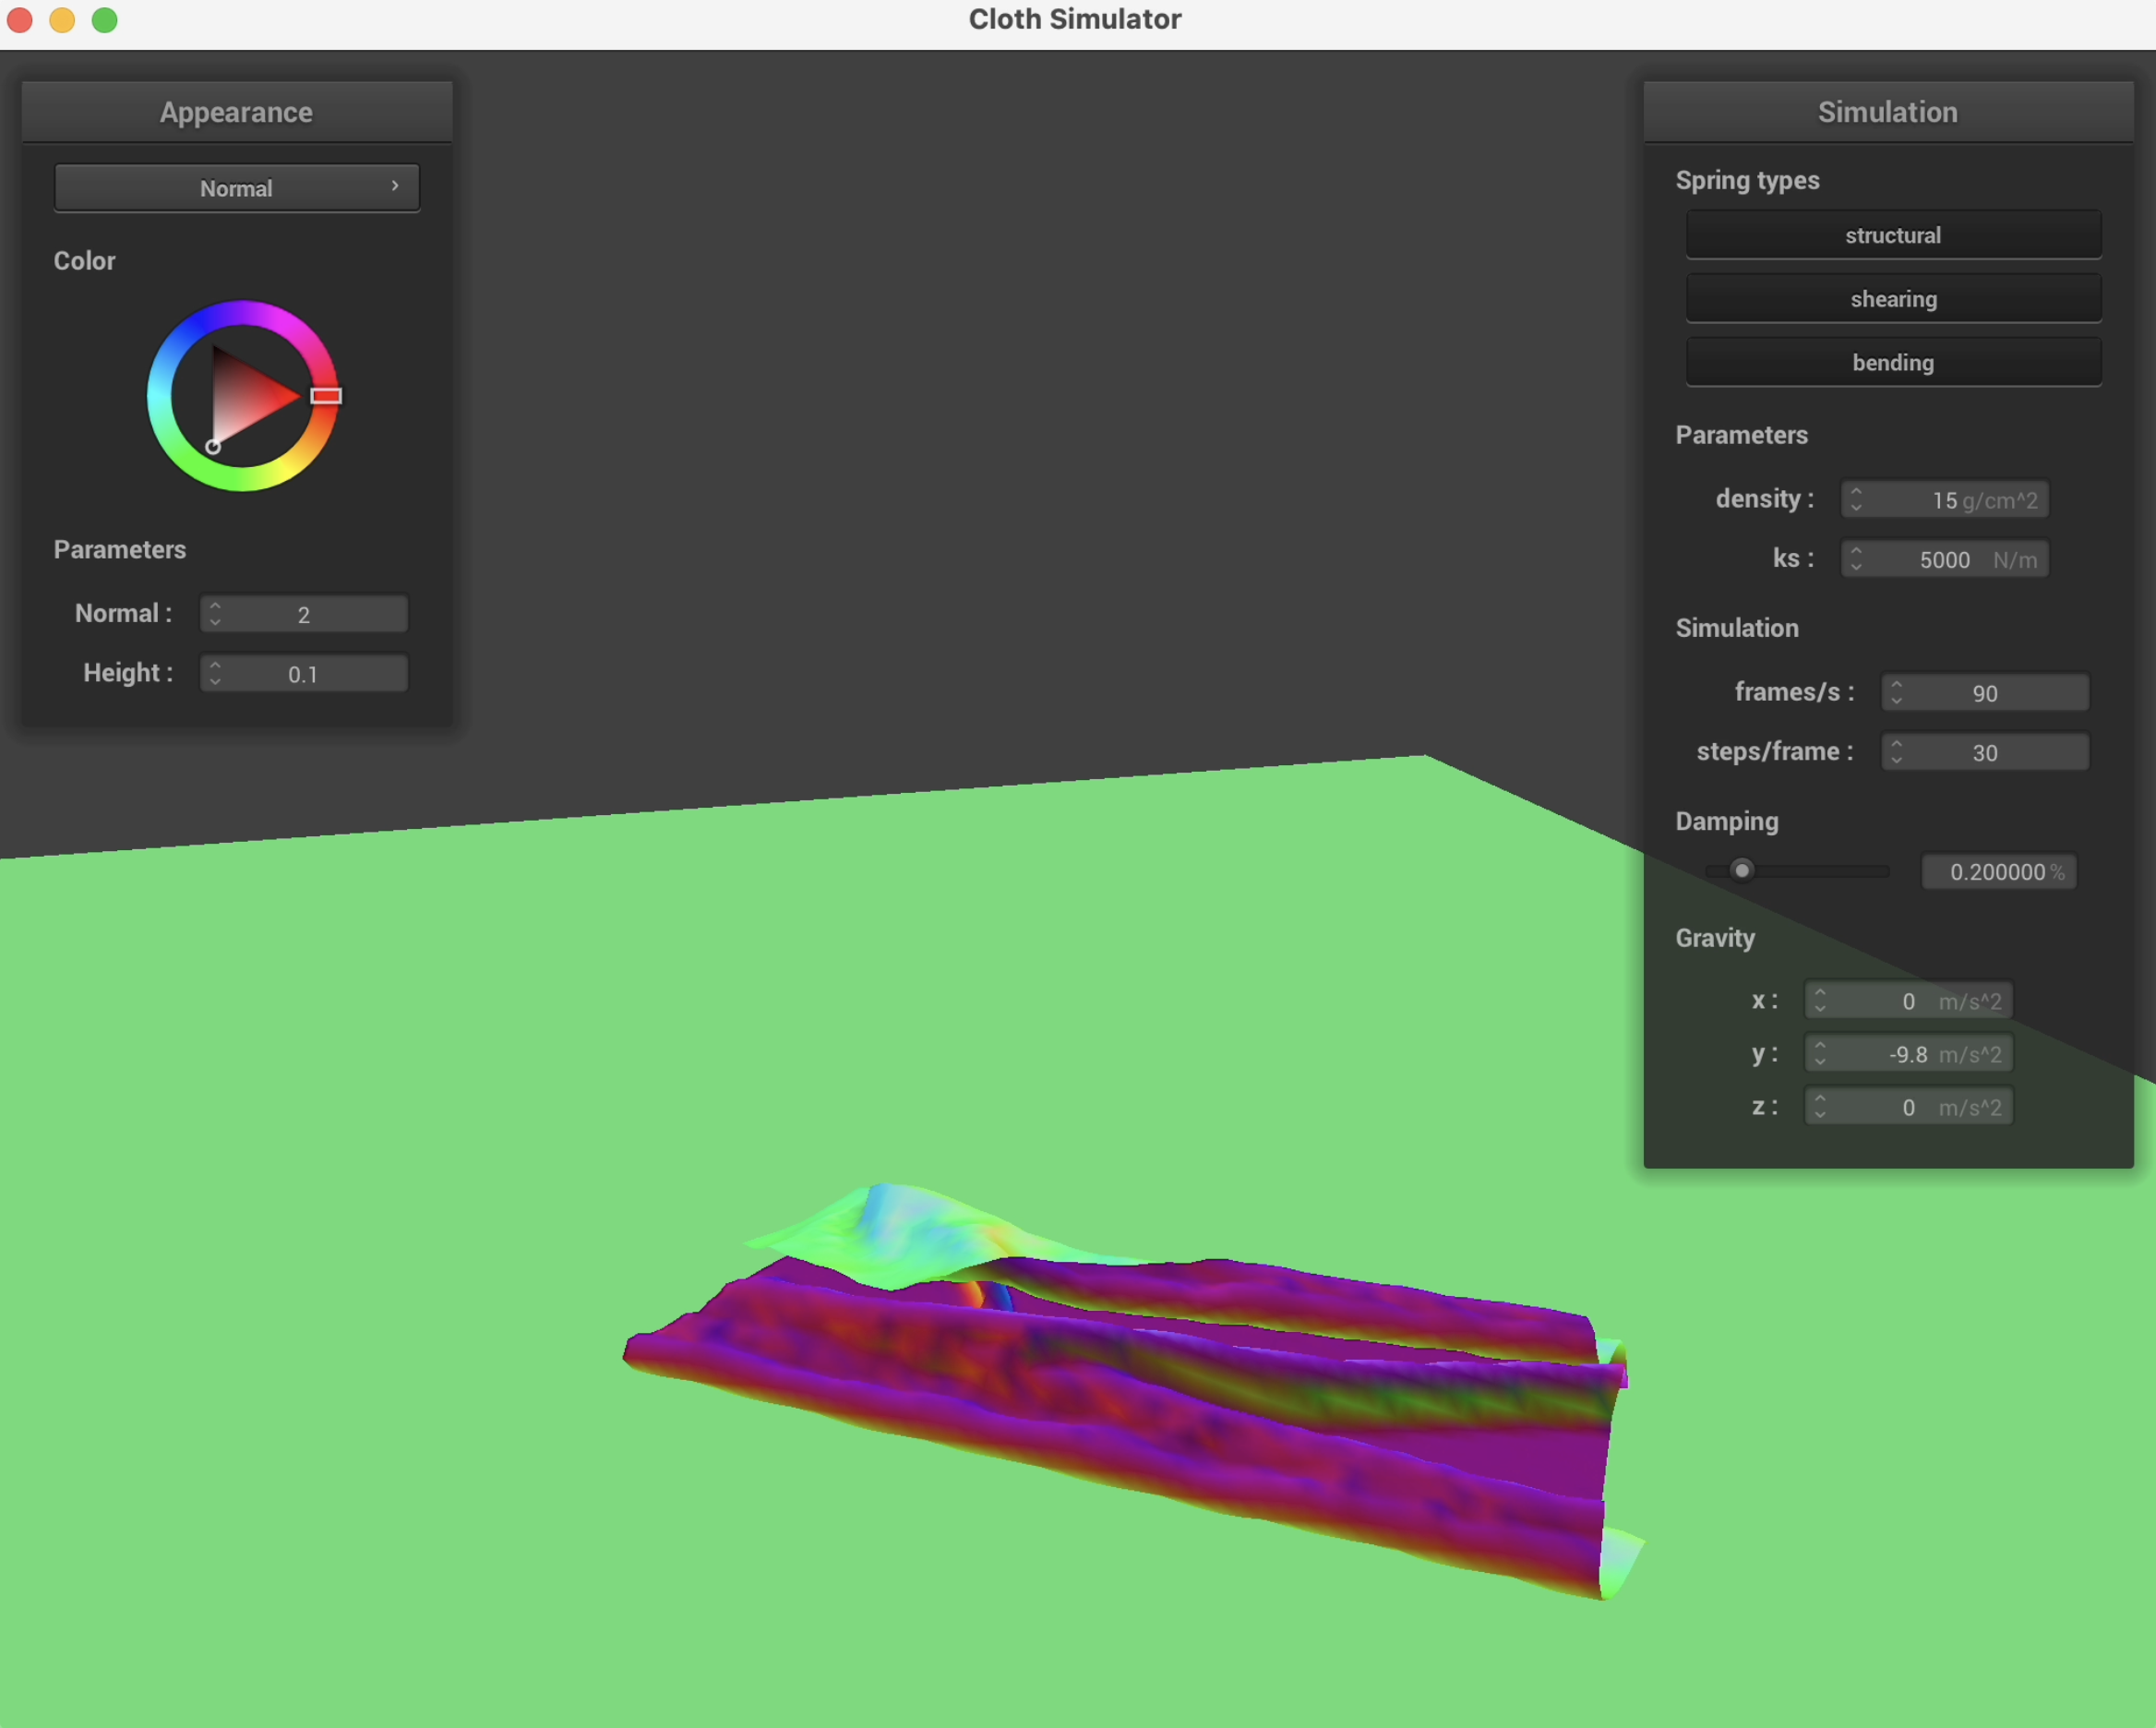 Cloth Simulator
Appearance
Normal
Color
Parameters
Normal : 2
Height : 0.1
Simulation
Spring types
structural
shearing
bending
Parameters
density : 15 g/cm^2
ks : 5000 N/m
Simulation
frames/s : 90
steps/frame : 30
Damping
0.200000 %
Gravity
x : 0 m/s^2
y : -9.8 m/s^2
z : 0 m/s^2